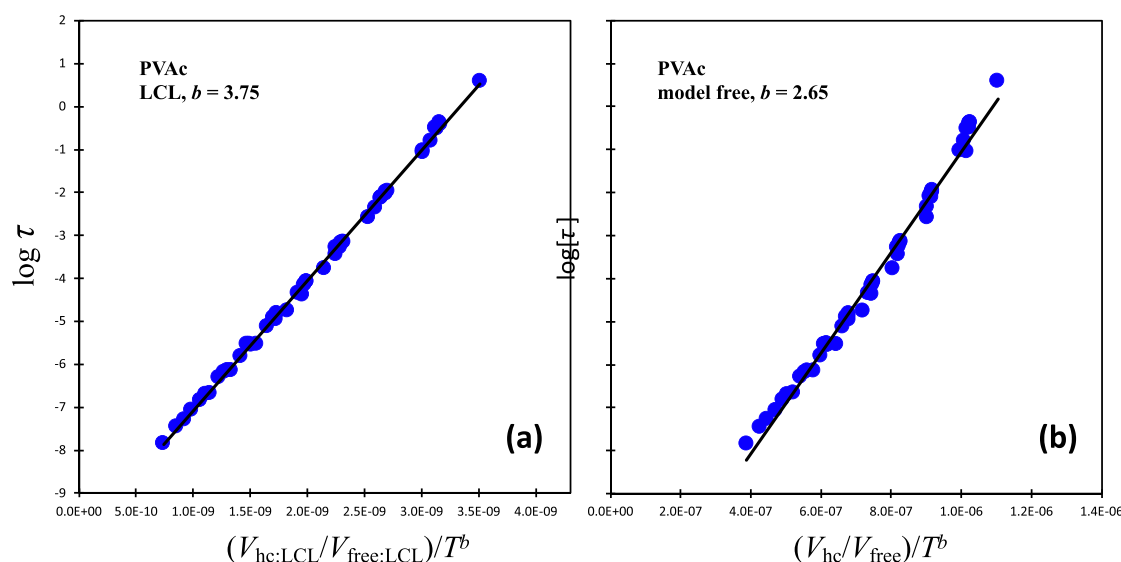 2
1
0
-1
-2
-3
-4
-5
-6
-7
-8
-9
log τ
PVAc
LCL, b = 3.75
(a)
0.0E+00 5.0E-10 1.0E-09 1.5E-09 2.0E-09 2.5E-09 3.0E-09 3.5E-09 4.0E-09
(Vhc:LCL/Vfree:LCL)/T^b
log[τ]
PVAc
model free, b = 2.65
(b)
0.0E+00 2.0E-07 4.0E-07 6.0E-07 8.0E-07 1.0E-06 1.2E-06 1.4E-06
(Vhc/Vfree)/T^b